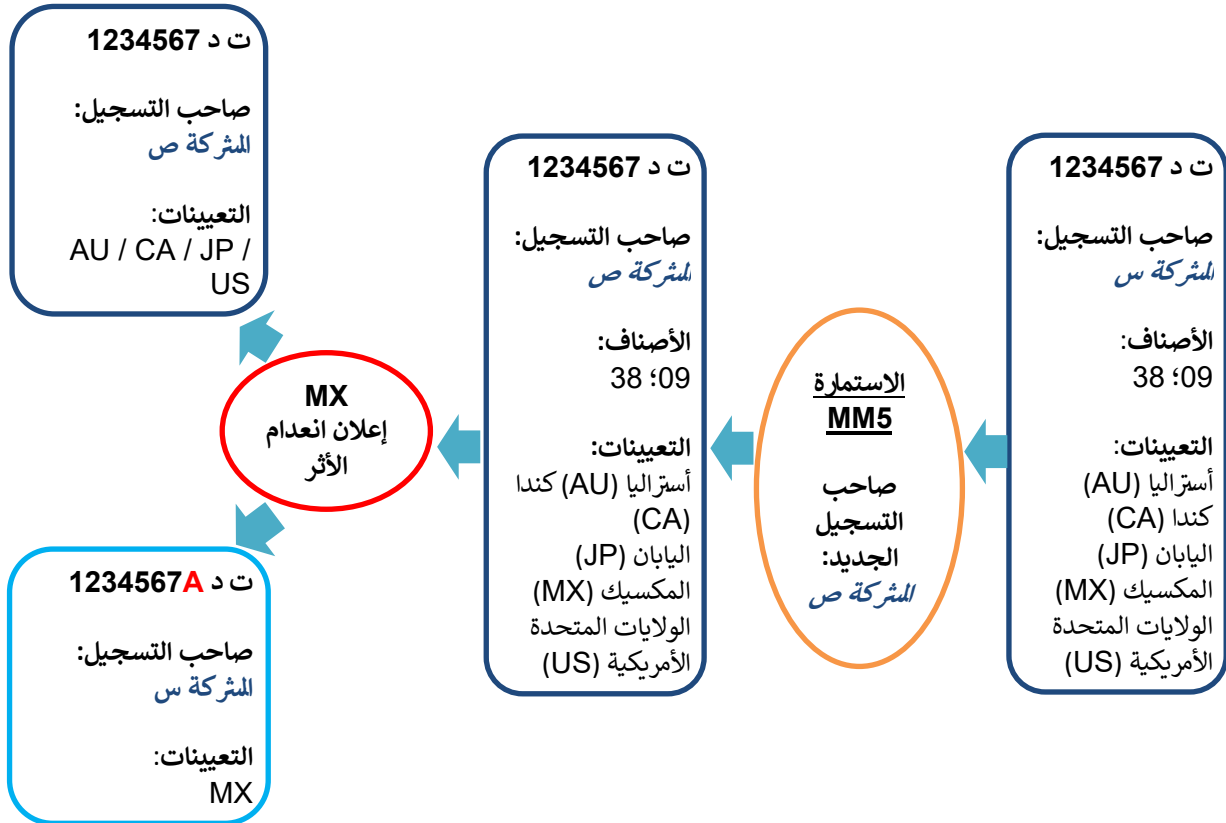 ت د 1234567
صاحب التسجيل:
الشركة س
الأصناف:
09؛ 38
التعيينات:
أستراليا (AU)
كندا (CA)
اليابان (JP)
المكسيك (MX)
الولايات المتحدة
الأمريكية (US)
الاستمارة
MM5
صاحب
التسجيل
الجديد:
الشركة ص
ت د 1234567
صاحب التسجيل:
الشركة ص
الأصناف:
09؛ 38
التعيينات:
أستراليا (AU) كندا
(CA)
اليابان (JP)
المكسيك (MX)
الولايات المتحدة
الأمريكية (US)
MX
إعلان انعدام
الأثر
ت د 1234567
صاحب التسجيل:
الشركة ص
التعيينات:
AU / CA / JP /
US
ت د 1234567A
صاحب التسجيل:
الشركة س
التعيينات:
MX